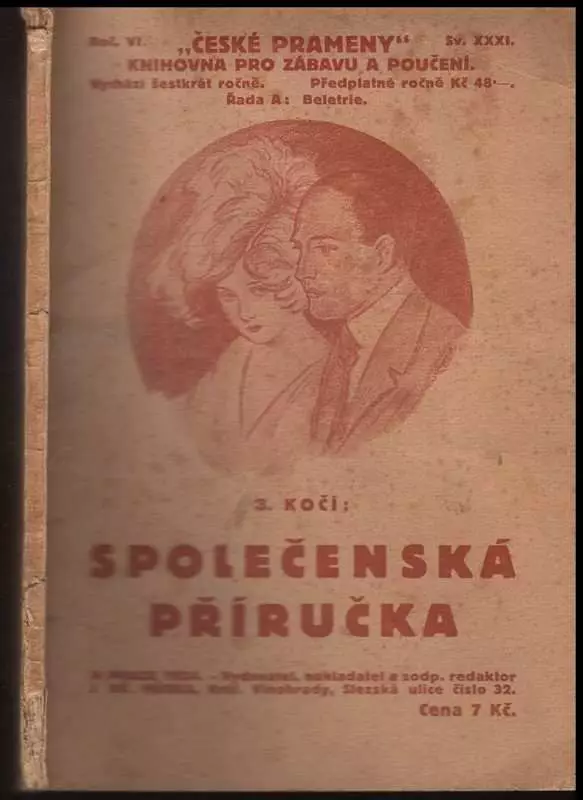 Roč. VI. „ČESKÉ PRAMENY“ Sv. XXXI.
KNIHOVNA PRO ZÁBAVU A POUČENÍ.
Vychází šestkrát ročně. Předplatné ročně Kč 48·—.
Řada A: Beletrie.
3. KOČÍ:
SPOLEČENSKÁ
PŘÍRUČKA
- Vydavatel, nakladatel a zodp. redaktor
Král. Vinohrady, Slezská ulice číslo 32.
Cena 7 Kč.